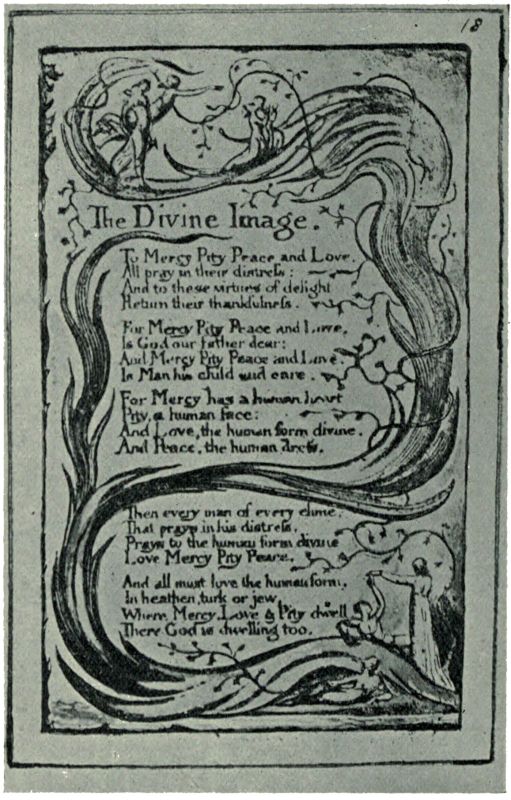 18
The Divine Image.
To Mercy Pity Peace and Love.
All pray in their distress:
And to these virtues of delight
Return their thankfulness.
For Mercy Pity Peace and Love,
Is God our father dear:
And Mercy Pity Peace and Love
Is Man his child and care.
For Mercy has a human heart
Pity, a human face:
And Love, the human form divine.
And Peace, the human dress.
Then every man of every clime,
That prays in his distress,
Prays to the human form divine
Love Mercy Pity Peace.
And all must love the human form,
In heathen, turk or jew.
Where Mercy, Love & Pity dwell
There God is dwelling too.